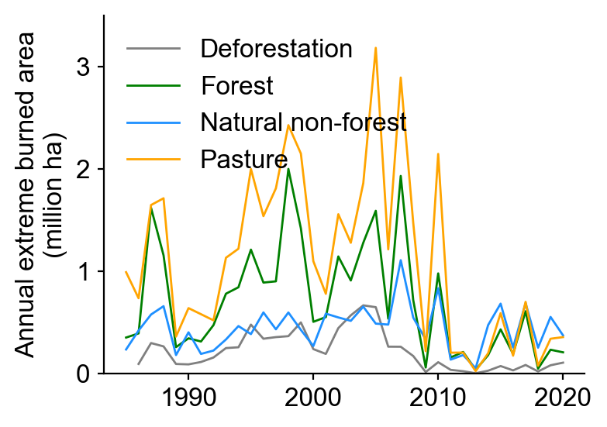 Annual extreme burned area
(million ha)
3
2
1
0
Deforestation
Forest
Natural non-forest
Pasture
1990
2000
2010
2020